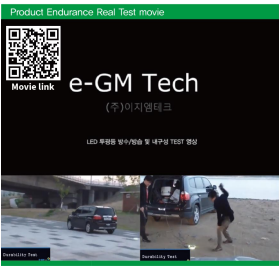 Product Endurance Real Test movie
Movie link
e-GM Tech
(주)이지엠테크
LED 투광등 방수/방습 및 내구성 TEST 영상
Durability Test
Durability Test